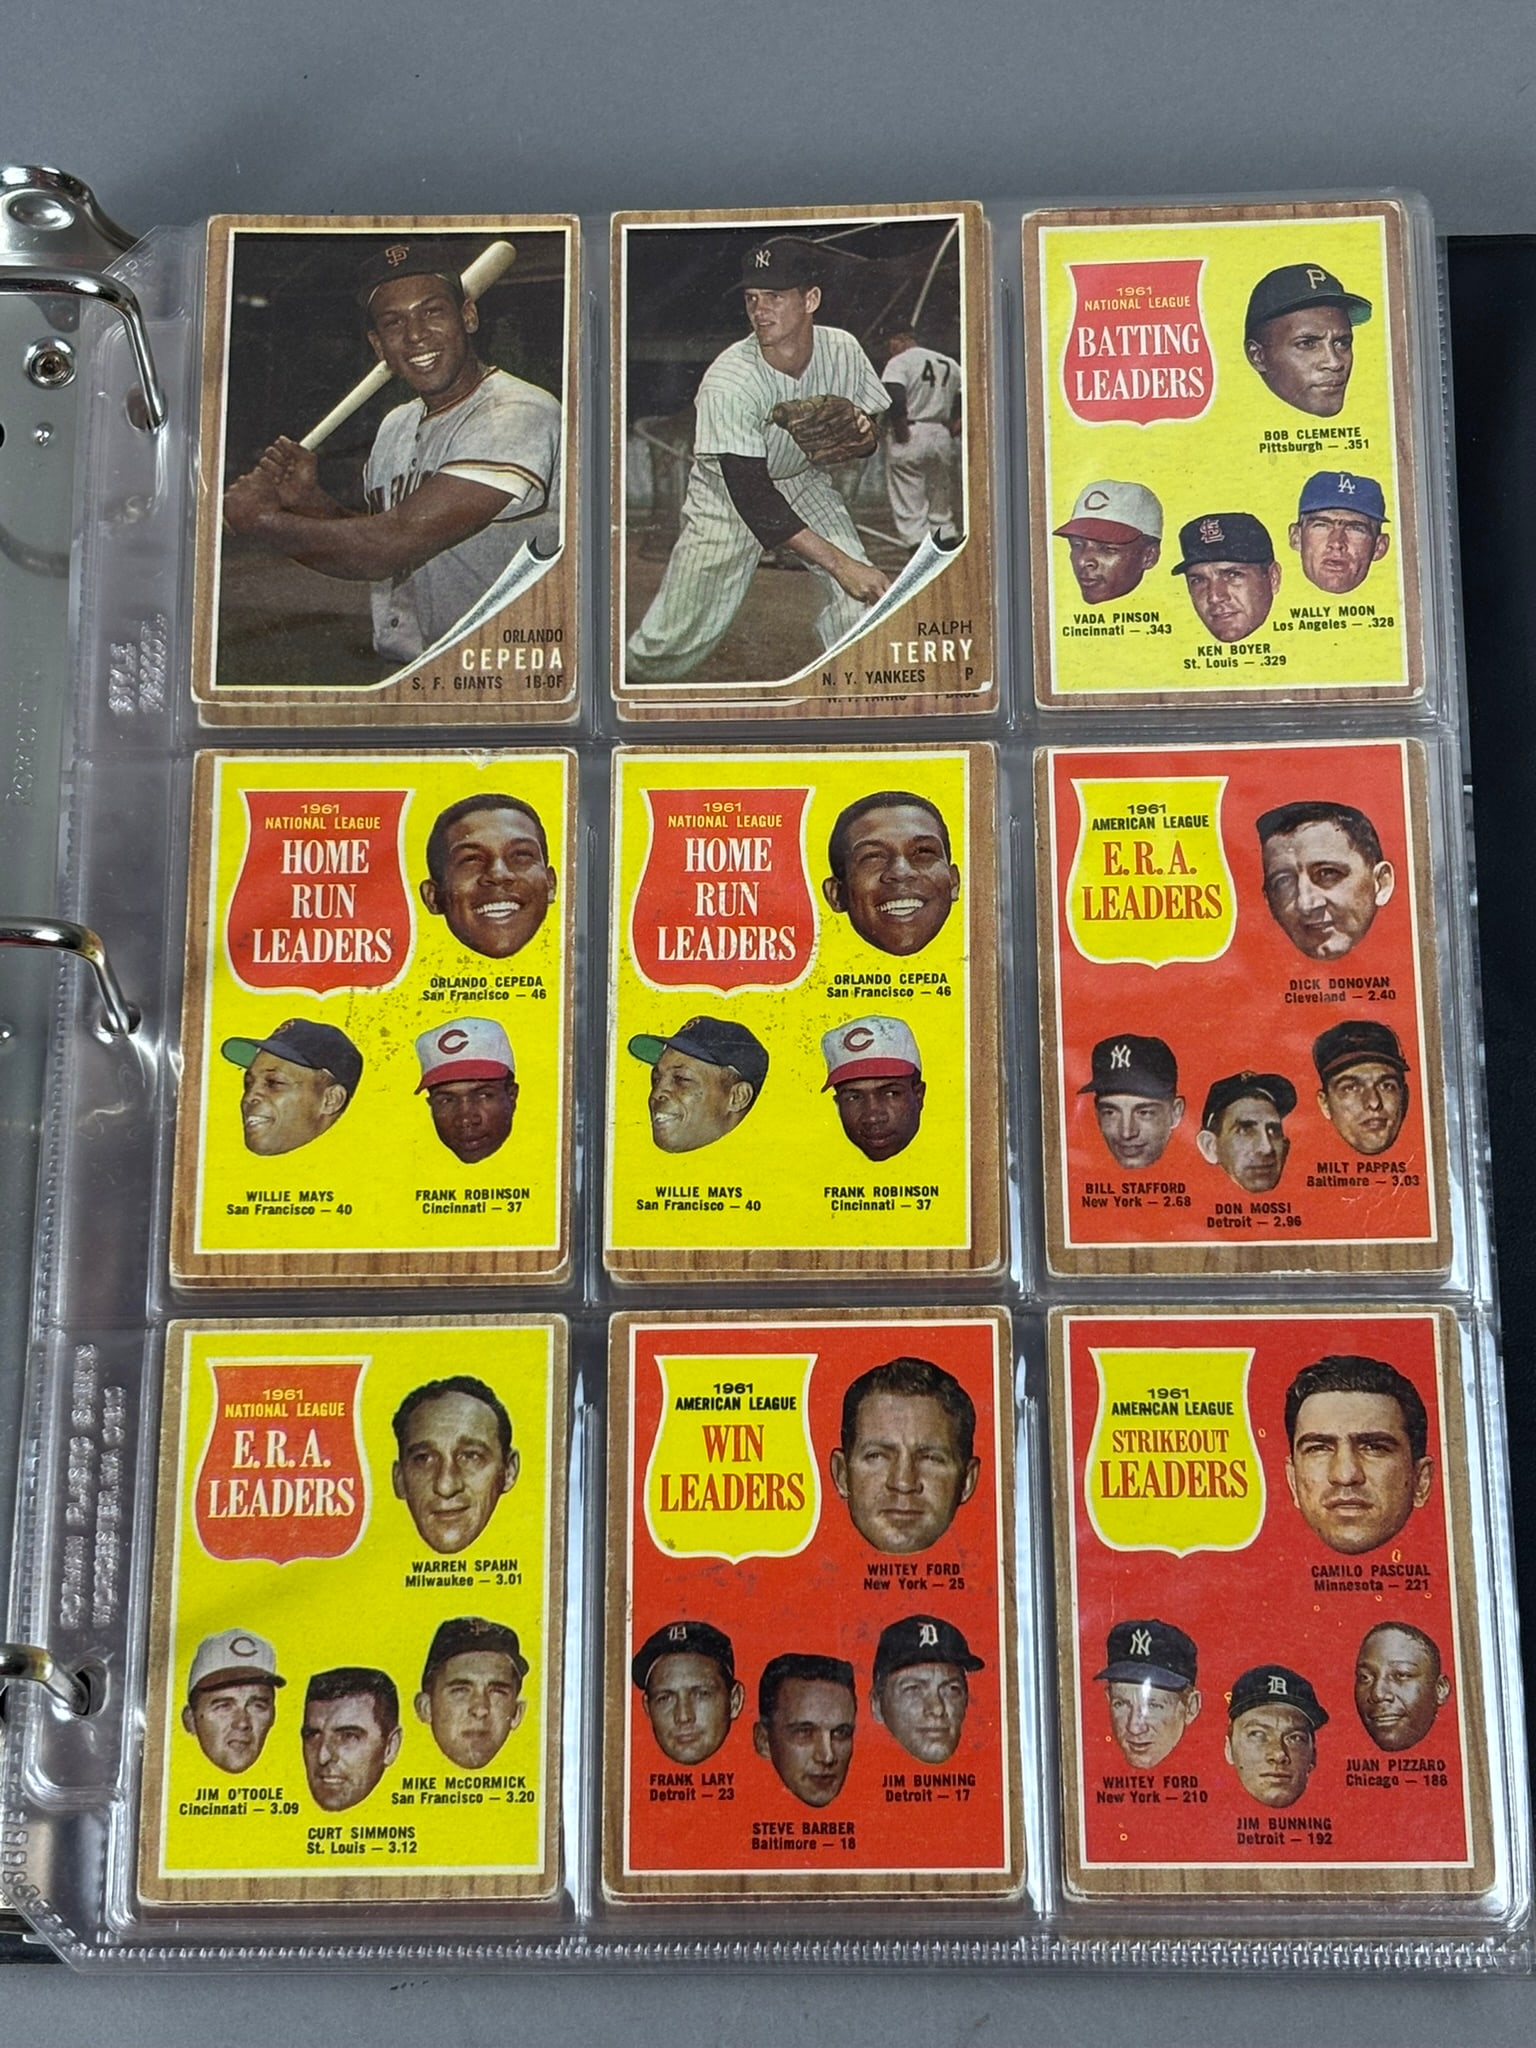 ORLANDO
CEPEDA
S. F. GIANTS 1B-OF
47
RALPH
TERRY
N. Y. YANKEES P
1961
NATIONAL LEAGUE
BATTING
LEADERS
BOB CLEMENTE
Pittsburgh — .351
VADA PINSON
Cincinnati — .343
KEN BOYER
St. Louis — .329
WALLY MOON
Los Angeles — .328
1961
NATIONAL LEAGUE
HOME
RUN
LEADERS
ORLANDO CEPEDA
San Francisco — 46
WILLIE MAYS
San Francisco — 40
FRANK ROBINSON
Cincinnati — 37
1961
NATIONAL LEAGUE
HOME
RUN
LEADERS
ORLANDO CEPEDA
San Francisco — 46
WILLIE MAYS
San Francisco — 40
FRANK ROBINSON
Cincinnati — 37
1961
AMERICAN LEAGUE
E.R.A.
LEADERS
DICK DONOVAN
Cleveland — 2.40
BILL STAFFORD
New York — 2.68
DON MOSSI
Detroit — 2.96
MILT PAPPAS
Baltimore — 3.03
1961
NATIONAL LEAGUE
E.R.A.
LEADERS
WARREN SPAHN
Milwaukee — 3.01
JIM O'TOOLE
Cincinnati — 3.09
CURT SIMMONS
St. Louis — 3.12
MIKE McCORMICK
San Francisco — 3.20
1961
AMERICAN LEAGUE
WIN
LEADERS
WHITEY FORD
New York — 25
FRANK LARY
Detroit — 23
STEVE BARBER
Baltimore — 18
JIM BUNNING
Detroit — 17
1961
AMERICAN LEAGUE
STRIKEOUT
LEADERS
CAMILO PASCUAL
Minnesota — 221
WHITEY FORD
New York — 210
JIM BUNNING
Detroit — 192
JUAN PIZZARO
Chicago — 188